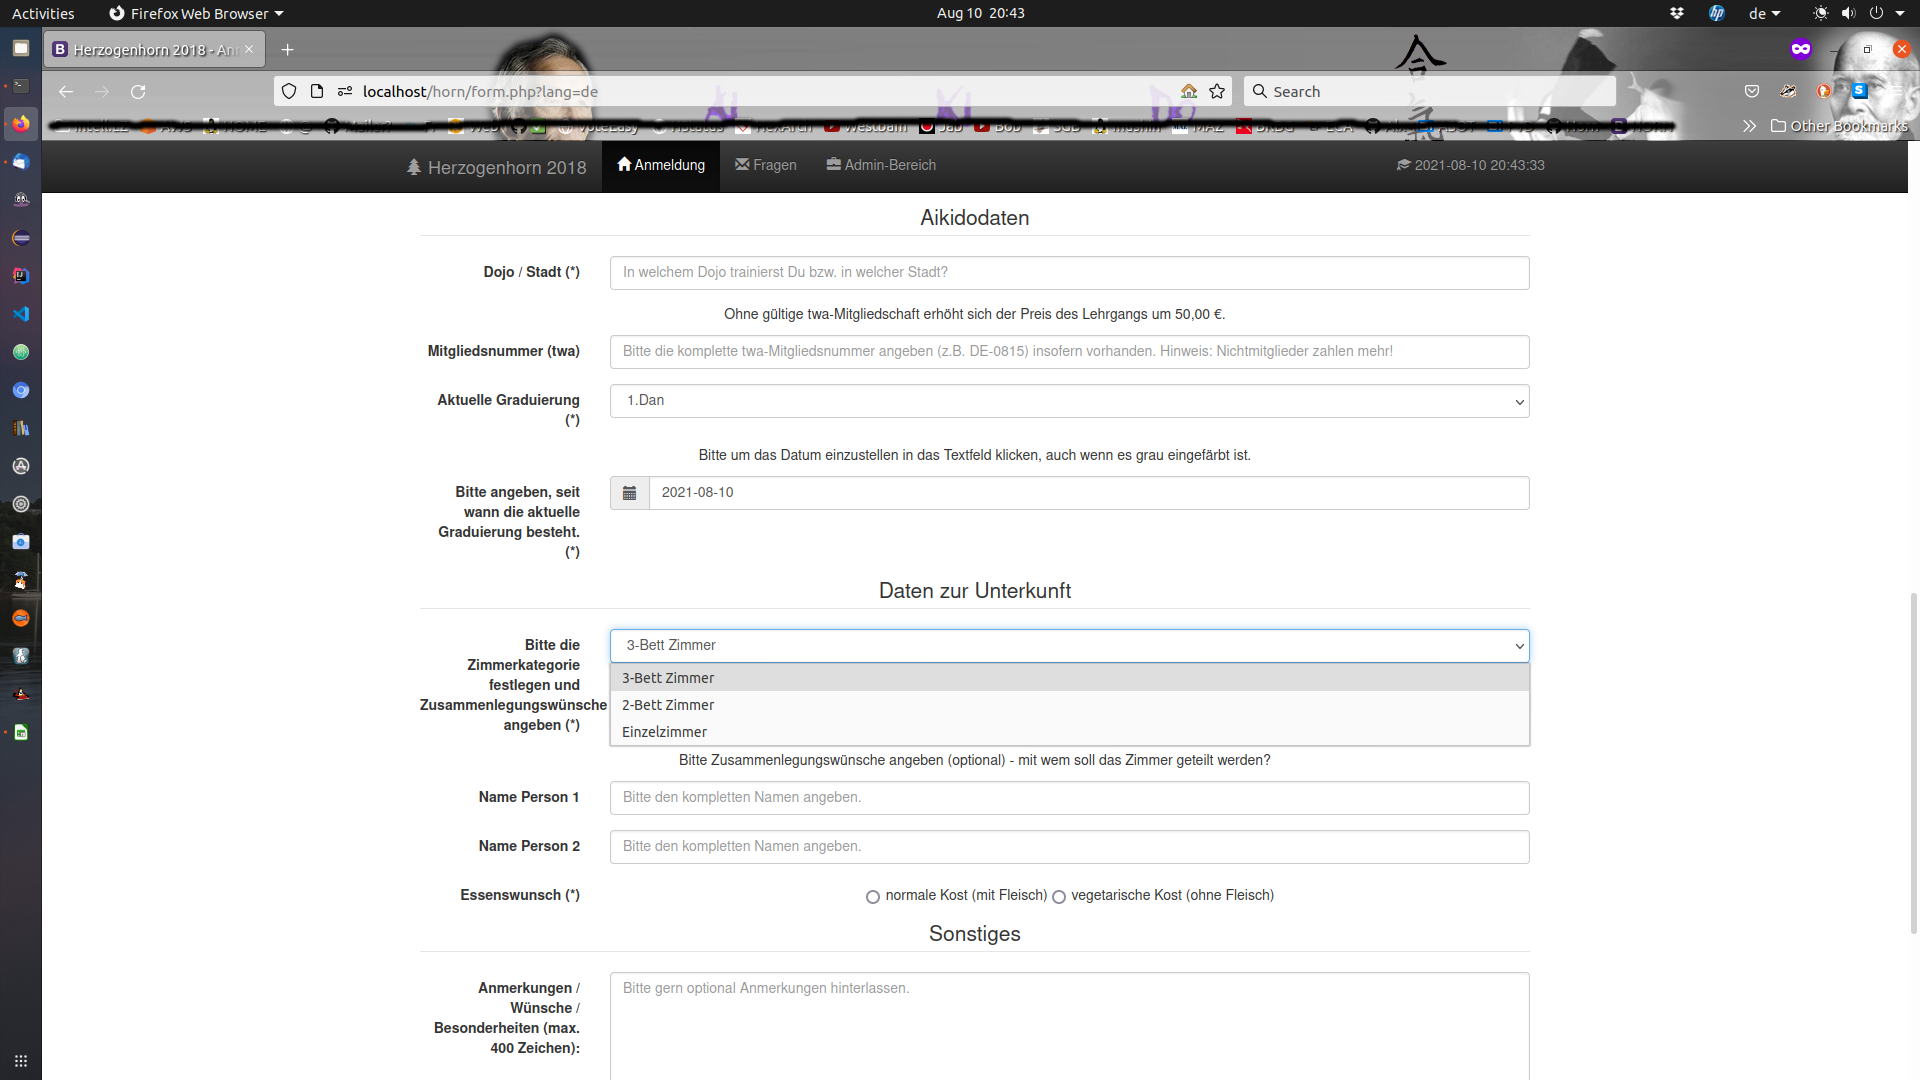 Activities
Firefox Web Browser
Aug 10 20:43
de
Herzogenhorn 2018 - An
localhost/horn/form.php?lang=de
Search
Other Bookmarks
Herzogenhorn 2018
Anmeldung
Fragen
Admin-Bereich
2021-08-10 20:43:33
Aikidodaten
Dojo / Stadt (*)
In welchem Dojo trainierst Du bzw. in welcher Stadt?
Ohne gültige twa-Mitgliedschaft erhöht sich der Preis des Lehrgangs um 50,00 €.
Mitgliedsnummer (twa)
Bitte die komplette twa-Mitgliedsnummer angeben (z.B. DE-0815) insofern vorhanden. Hinweis: Nichtmitglieder zahlen mehr!
Aktuelle Graduierung
(*)
1.Dan
Bitte um das Datum einzustellen in das Textfeld klicken, auch wenn es grau eingefärbt ist.
Bitte angeben, seit
wann die aktuelle
Graduierung besteht.
(*)
2021-08-10
Daten zur Unterkunft
Bitte die
Zimmerkategorie
festlegen und
Zusammenlegungswünsche
angeben (*)
3-Bett Zimmer
3-Bett Zimmer
2-Bett Zimmer
Einzelzimmer
Bitte Zusammenlegungswünsche angeben (optional) - mit wem soll das Zimmer geteilt werden?
Name Person 1
Bitte den kompletten Namen angeben.
Name Person 2
Bitte den kompletten Namen angeben.
Essenswunsch (*)
normale Kost (mit Fleisch)
vegetarische Kost (ohne Fleisch)
Sonstiges
Anmerkungen /
Wünsche /
Besonderheiten (max.
400 Zeichen):
Bitte gern optional Anmerkungen hinterlassen.